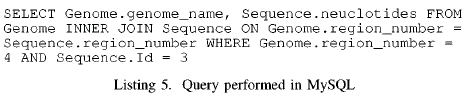 SELECT Genome.genome_name, Sequence.neuclotides FROM
Genome INNER JOIN Sequence ON Genome.region_number =
Sequence.region_number WHERE Genome.region_number =
4 AND Sequence.Id = 3
Listing 5. Query performed in MySQL